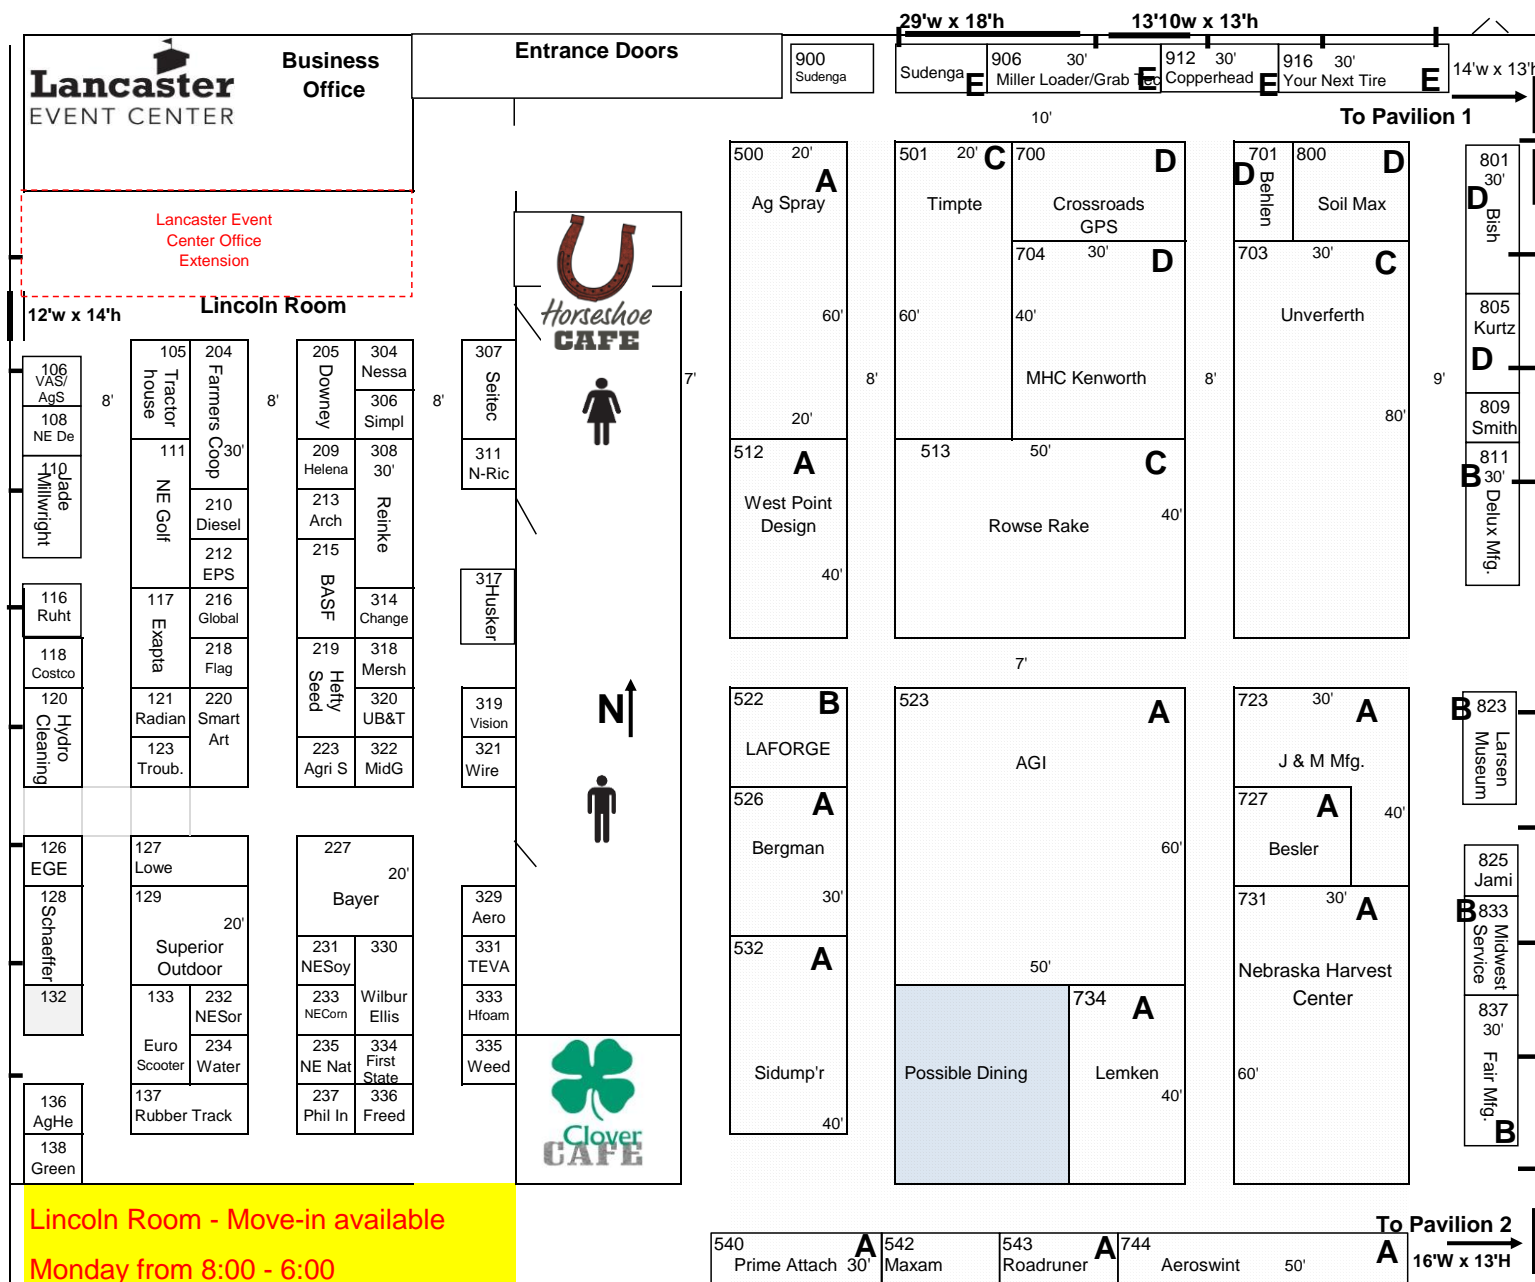 29'w x 18'h
13'10w x 13'h
Lancaster
EVENT CENTER
Business
Office
Entrance Doors
900
Sudenga
Sudenga
E
906 30'
Miller Loader/Grab Tec
E
912 30'
Copperhead
E
916 30'
Your Next Tire
E
14'w x 13'h
10'
To Pavilion 1
Lancaster Event
Center Office
Extension
12'w x 14'h
Lincoln Room
Horseshoe
CAFE
500 20'
A
Ag Spray
60'
20'
501 20' C
Timpte
60'
700
D
Crossroads
GPS
704 30' D
40'
MHC Kenworth
701
D
Behlen
800
D
Soil Max
703 30' C
Unverferth
80'
801
30'
D
Bish
805
Kurtz
D
809
Smith
811
B 30'
Delux Mfg.
7'
8'
8'
9'
106
VAS/
AgS
108
NE De
110
Jade
Millwright
116
Ruht
118
Costco
120
Hydro
Cleaning
8'
105
Tractor
house
204
Farmers Coop
30'
111
NE Golf
210
Diesel
212
EPS
117
Exapta
216
Global
218
Flag
121
Radian
123
Troub.
220
Smart
Art
8'
205
Downey
304
Nessa
306
Simpl
209
Helena
308
30'
Reinke
213
Arch
215
BASF
314
Change
219
Hefty
Seed
318
Mersh
320
UB&T
223
Agri S
322
MidG
8'
307
Seitec
311
N-Ric
317
Husker
319
Vision
321
Wire
N
512
A
West Point
Design
40'
513 50'
C
Rowse Rake
40'
7'
522 B
LAFORGE
523
A
AGI
60'
50'
723 30' A
J & M Mfg.
40'
727
A
Besler
B 823
Larsen
Museum
526
A
Bergman
30'
731 30' A
Nebraska Harvest
Center
60'
825
Jami
B 833
Midwest
Service
837
30'
Fair Mfg.
B
532
A
Sidump'r
40'
Possible Dining
734
A
Lemken
40'
126
EGE
128
Schaeffer
132
136
AgHe
138
Green
127
Lowe
129
20'
Superior
Outdoor
133
Euro
Scooter
232
NESor
234
Water
137
Rubber Track
227
20'
Bayer
231
NESoy
330
Wilbur
Ellis
233
NECorn
235
NE Nat
334
First
State
237
Phil In
336
Freed
329
Aero
331
TEVA
333
Hfoam
335
Weed
Clover
CAFE
Lincoln Room - Move-in available
Monday from 8:00 - 6:00
540
A
Prime Attach 30'
542
Maxam
543
A
Roadruner
744
A
Aeroswint 50'
To Pavilion 2
16'W x 13'H